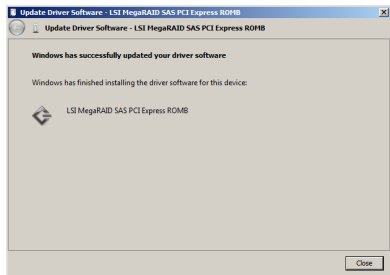 Update Driver Software - LSI MegaRAID SAS PCI Express ROMB
Update Driver Software - LSI MegaRAID SAS PCI Express ROMB
Windows has successfully updated your driver software
Windows has finished installing the driver software for this device:
LSI MegaRAID SAS PCI Express ROMB
Close